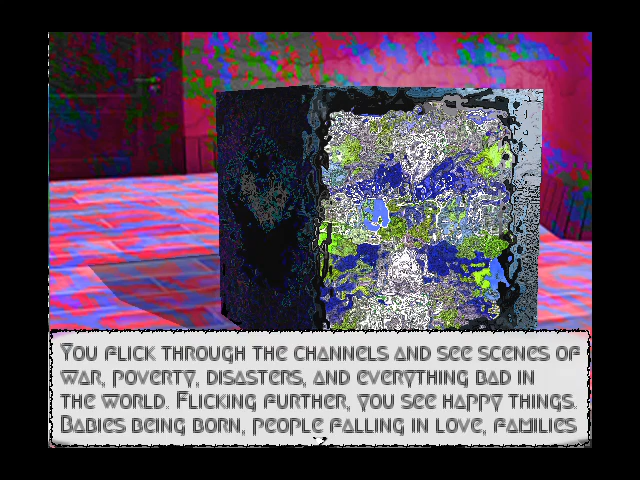 You flick through the channels and see scenes of
war, poverty, disasters, and everything bad in
the world. Flicking further, you see happy things.
Babies being born, people falling in love, families